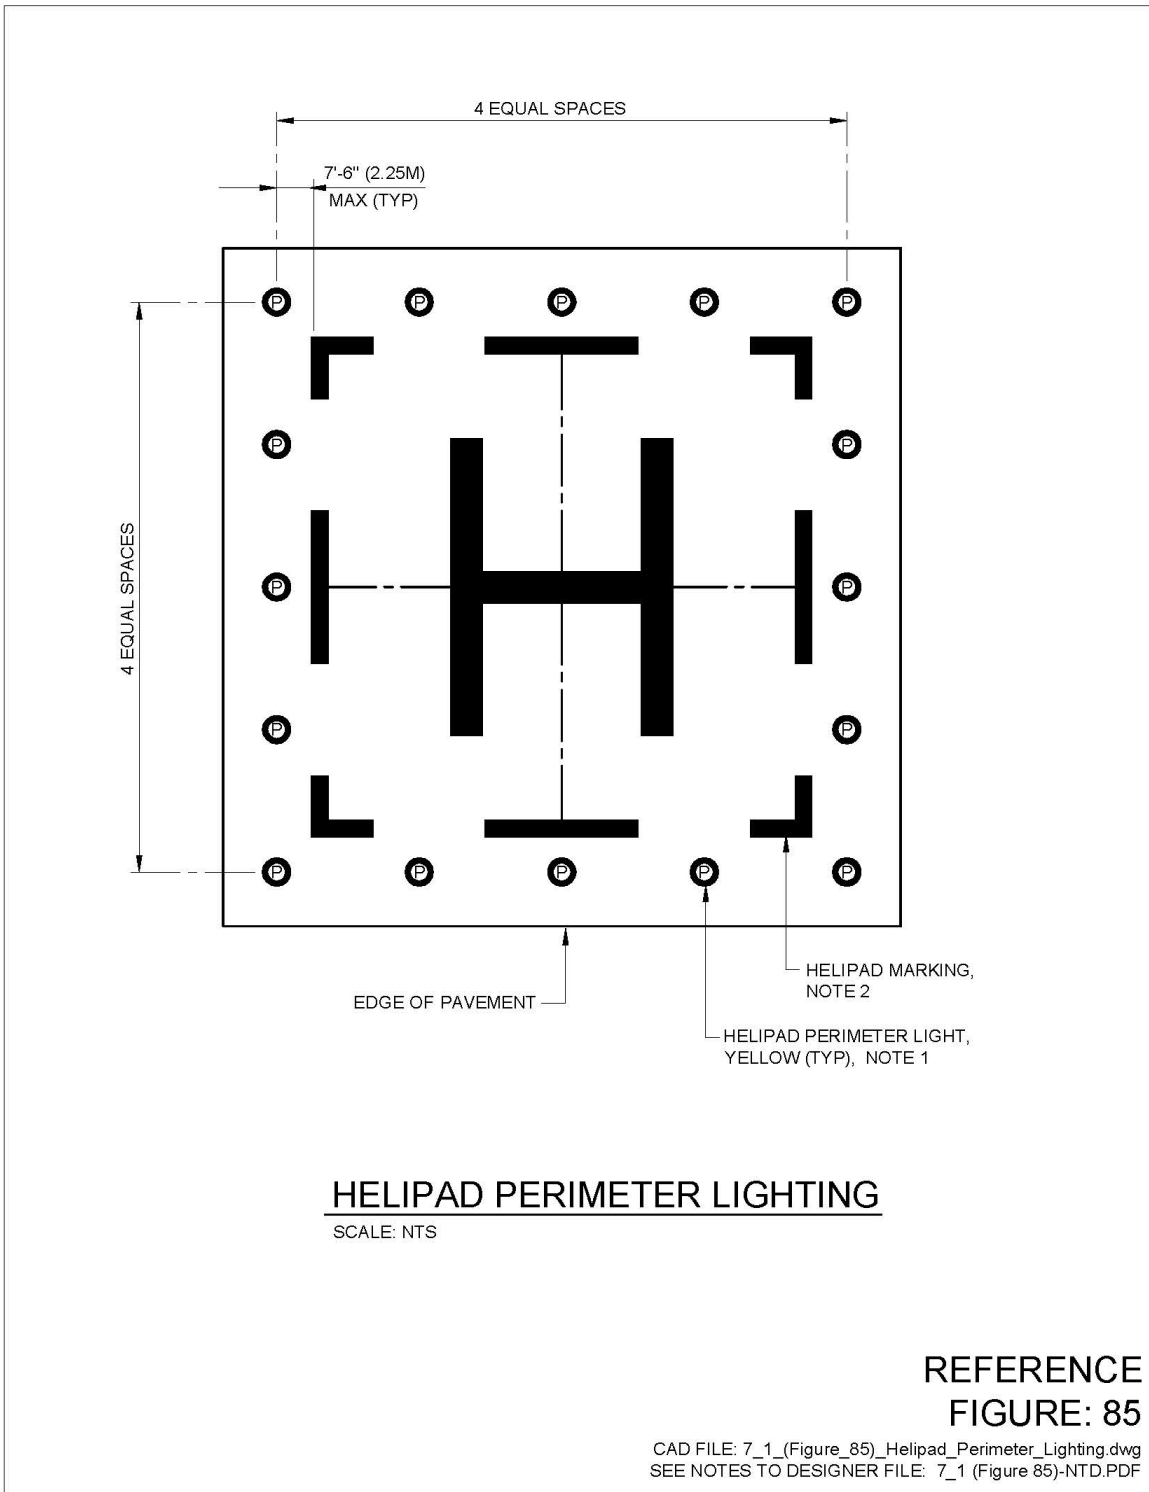 4 EQUAL SPACES
7'-6" (2.25M)
MAX (TYP)
P P P P P
P P
4 EQUAL SPACES
P H P
P P
P P P P P
HELIPAD MARKING,
NOTE 2
EDGE OF PAVEMENT
HELIPAD PERIMETER LIGHT,
YELLOW (TYP), NOTE 1
HELIPAD PERIMETER LIGHTING
SCALE: NTS
REFERENCE
FIGURE: 85
CAD FILE: 7_1_(Figure_85)_Helipad_Perimeter_Lighting.dwg
SEE NOTES TO DESIGNER FILE: 7_1 (Figure 85)-NTD.PDF